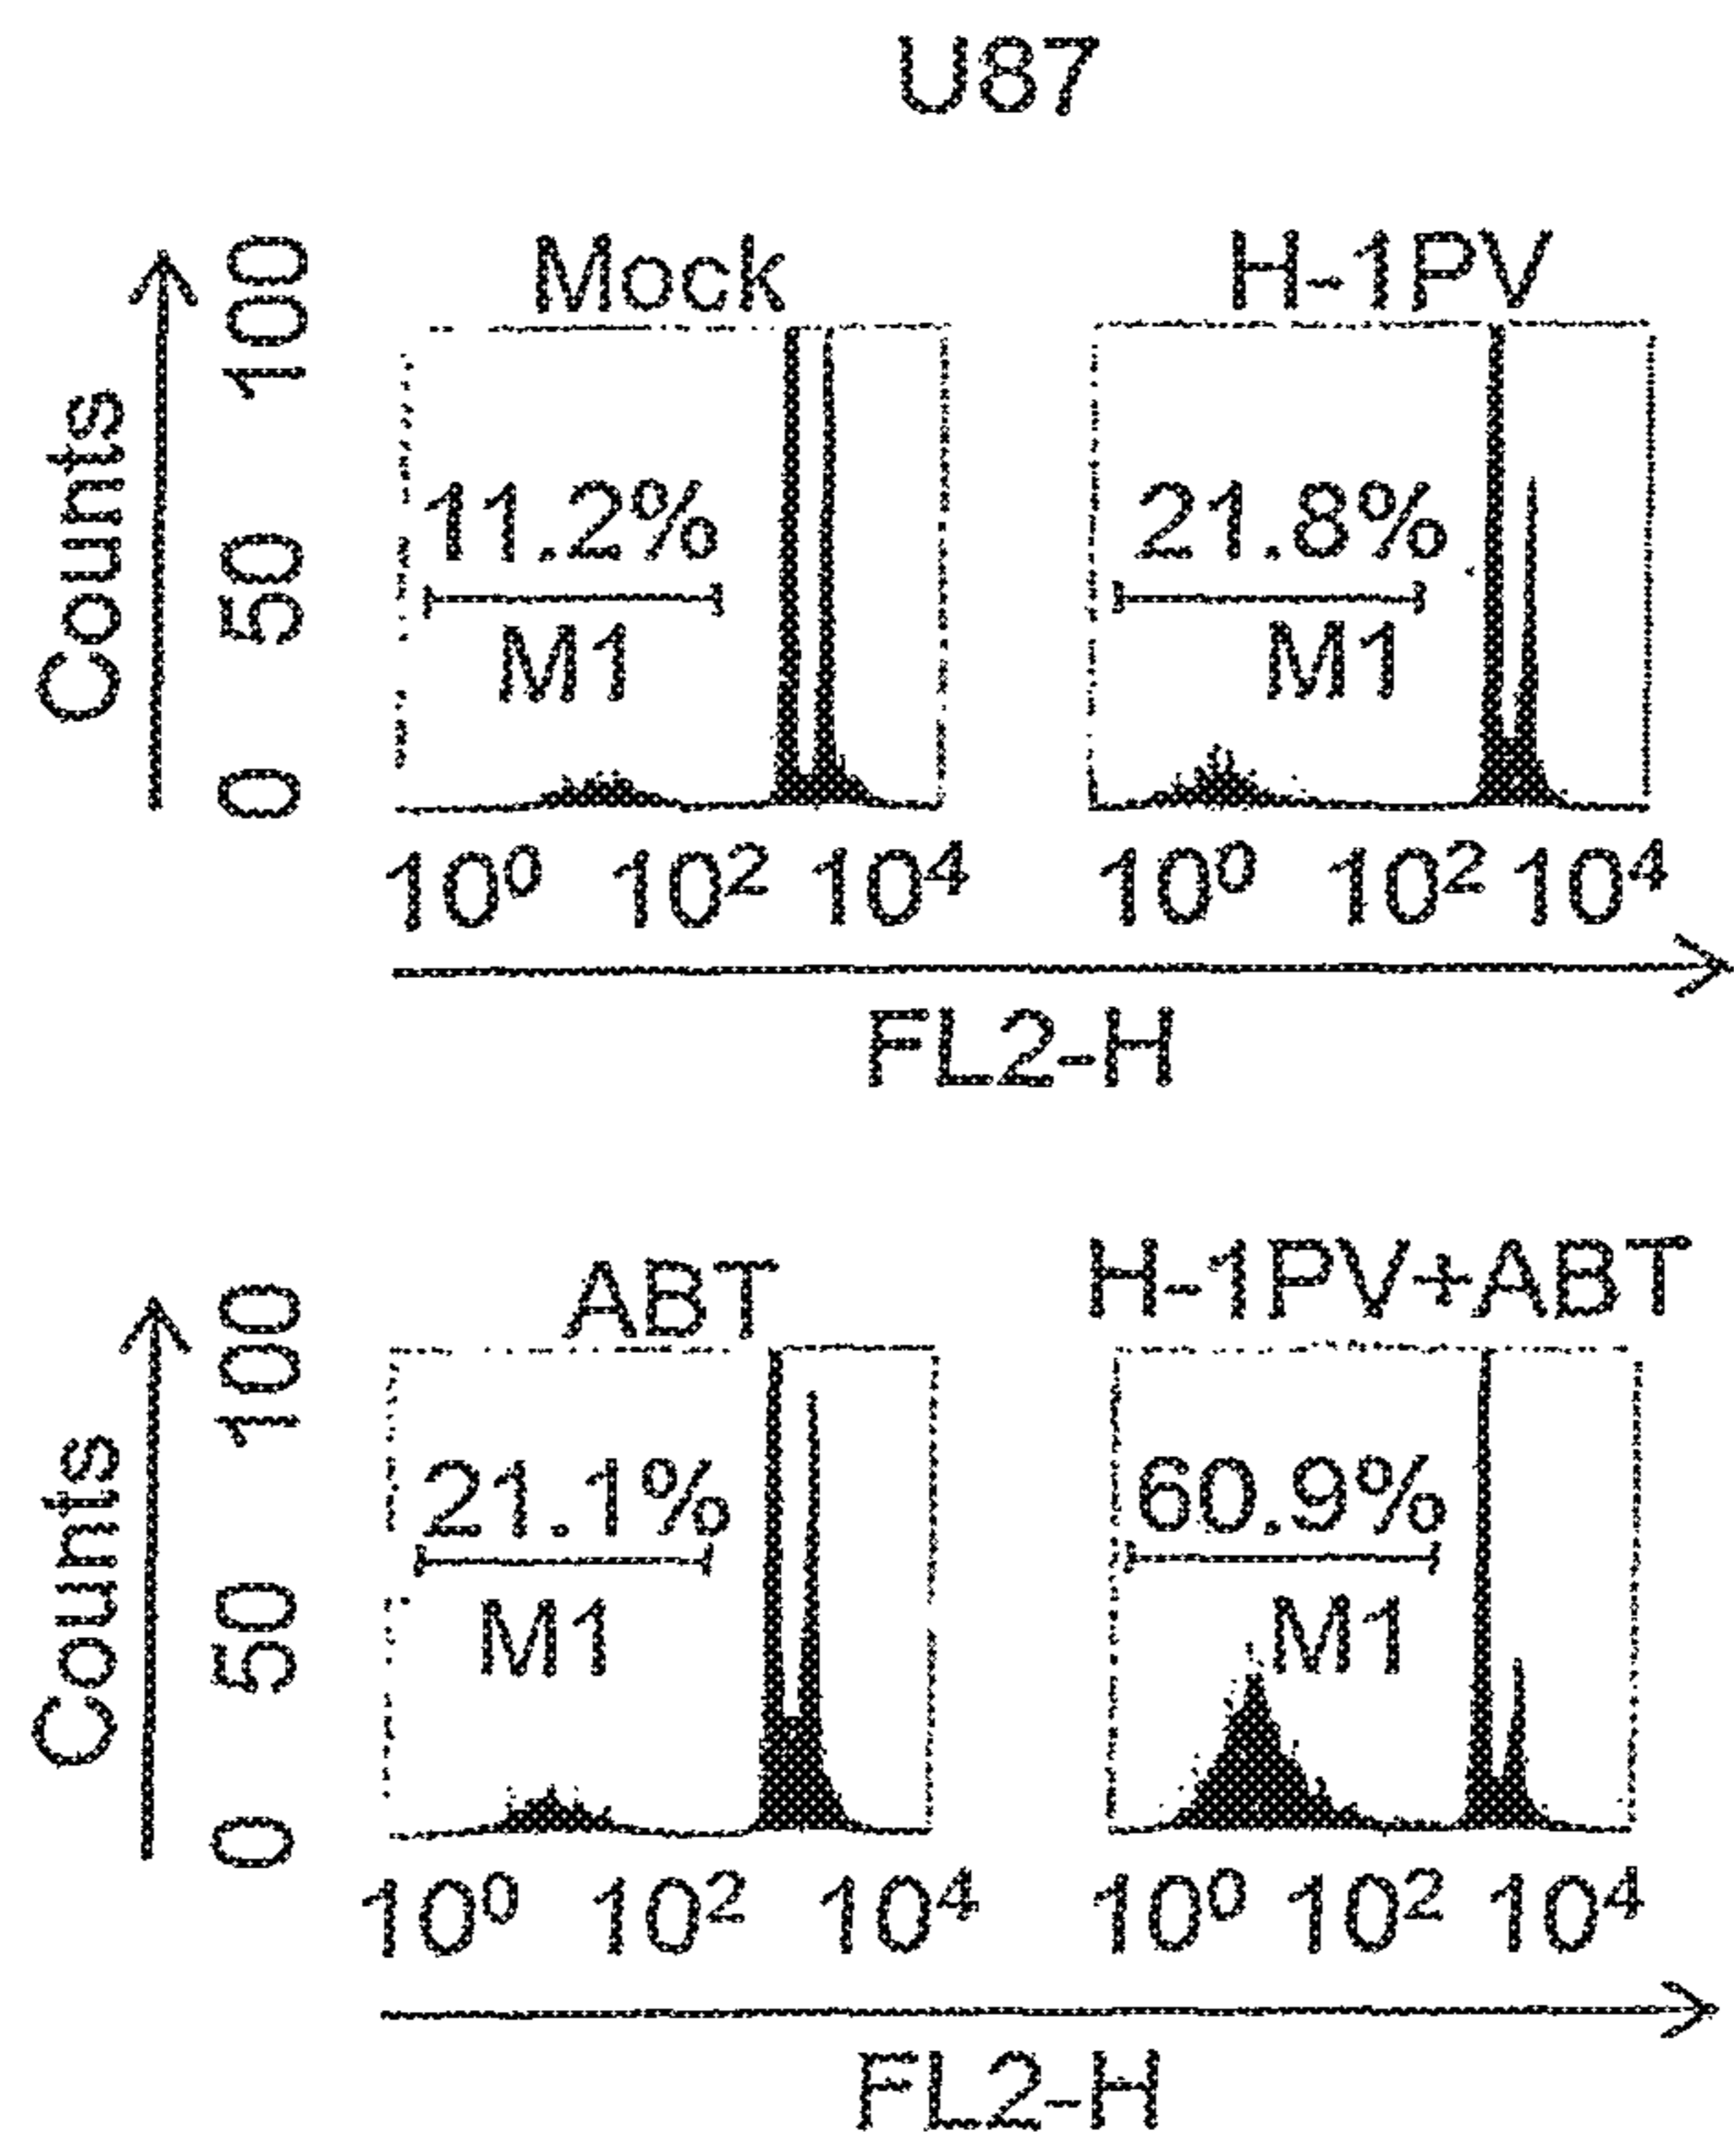 U87
Mock H-1PV
Counts
100
50
0
11.2% 21.8%
M1 M1
10⁰ 10² 10⁴ 10⁰ 10² 10⁴
FL2-H
ABT H-1PV+ABT
Counts
100
50
0
21.1% 60.9%
M1 M1
10⁰ 10² 10⁴ 10⁰ 10² 10⁴
FL2-H